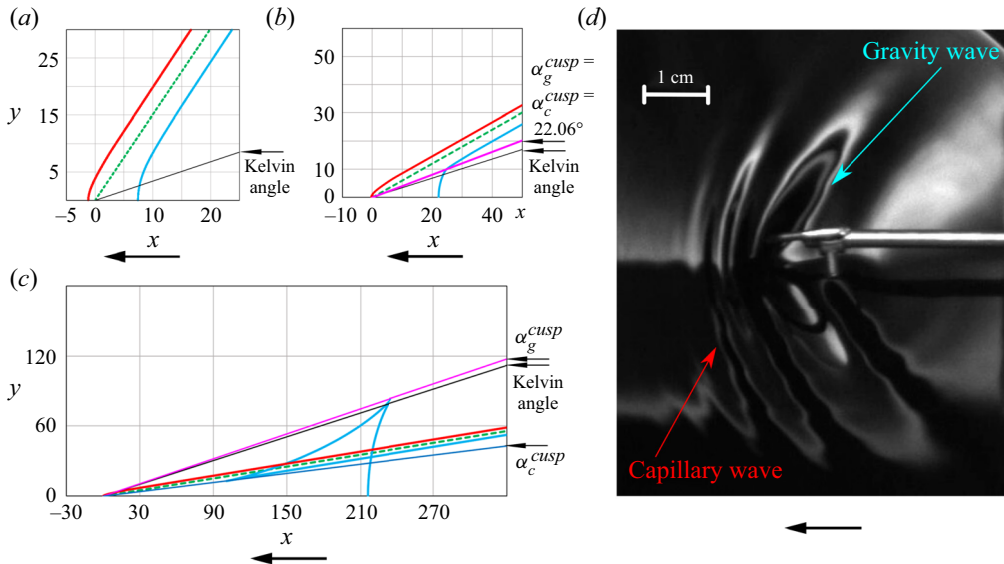 (a)
25
15
y
5
–5
0
10
20
x
Kelvin
angle
(b)
60
50
30
10
0
–10
0
20
40
x
x
α_g^cusp =
α_c^cusp =
22.06°
Kelvin
angle
(c)
120
y
60
0
–30
30
90
150
210
270
x
α_g^cusp
Kelvin
angle
α_c^cusp
(d)
Gravity wave
1 cm
Capillary wave